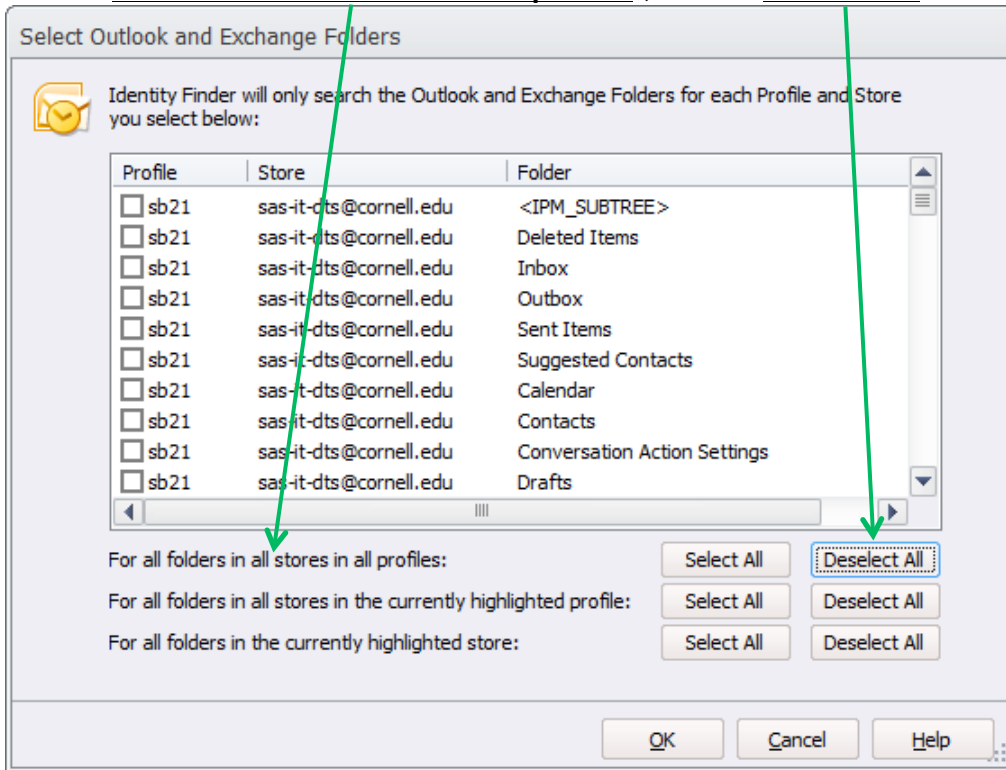 Select Outlook and Exchange Folders
Identity Finder will only search the Outlook and Exchange Folders for each Profile and Store
you select below:
Profile Store Folder
sb21 sas-it-dts@cornell.edu <IPM_SUBTREE>
sb21 sas-it-dts@cornell.edu Deleted Items
sb21 sas-it-dts@cornell.edu Inbox
sb21 sas-it-dts@cornell.edu Outbox
sb21 sas-it-dts@cornell.edu Sent Items
sb21 sas-it-dts@cornell.edu Suggested Contacts
sb21 sas-it-dts@cornell.edu Calendar
sb21 sas-it-dts@cornell.edu Contacts
sb21 sas-it-dts@cornell.edu Conversation Action Settings
sb21 sas-it-dts@cornell.edu Drafts
For all folders in all stores in all profiles: Select All Deselect All
For all folders in all stores in the currently highlighted profile: Select All Deselect All
For all folders in the currently highlighted store: Select All Deselect All
OK Cancel Help